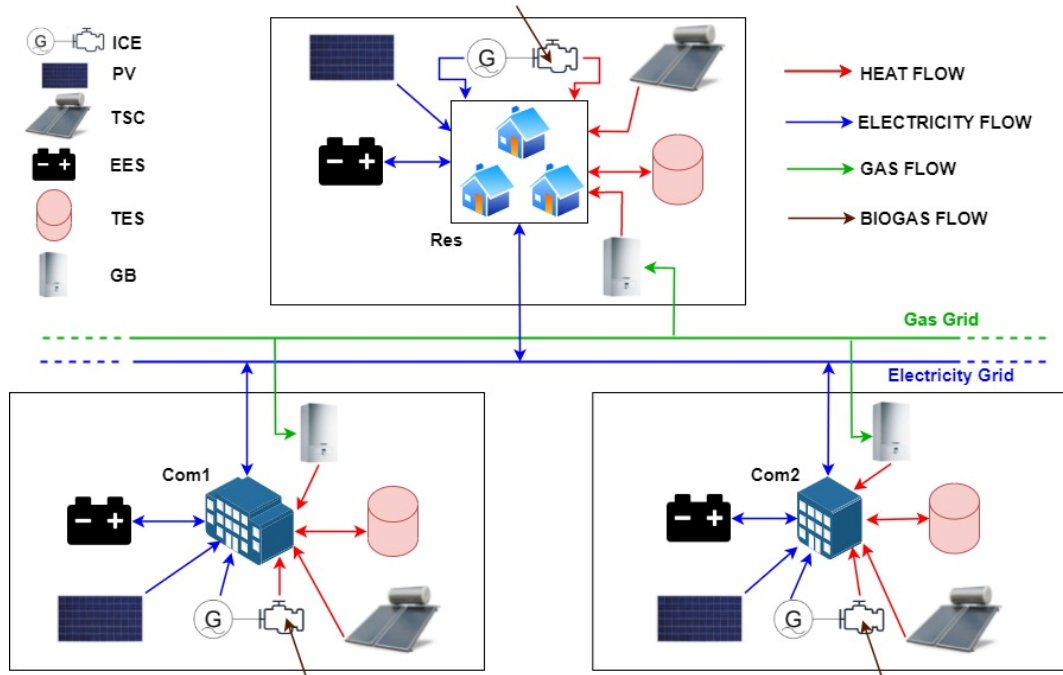 G
ICE
PV
TSC
EES
TES
GB
G
Res
HEAT FLOW
ELECTRICITY FLOW
GAS FLOW
BIOGAS FLOW
Gas Grid
Electricity Grid
Com1
G
Com2
G